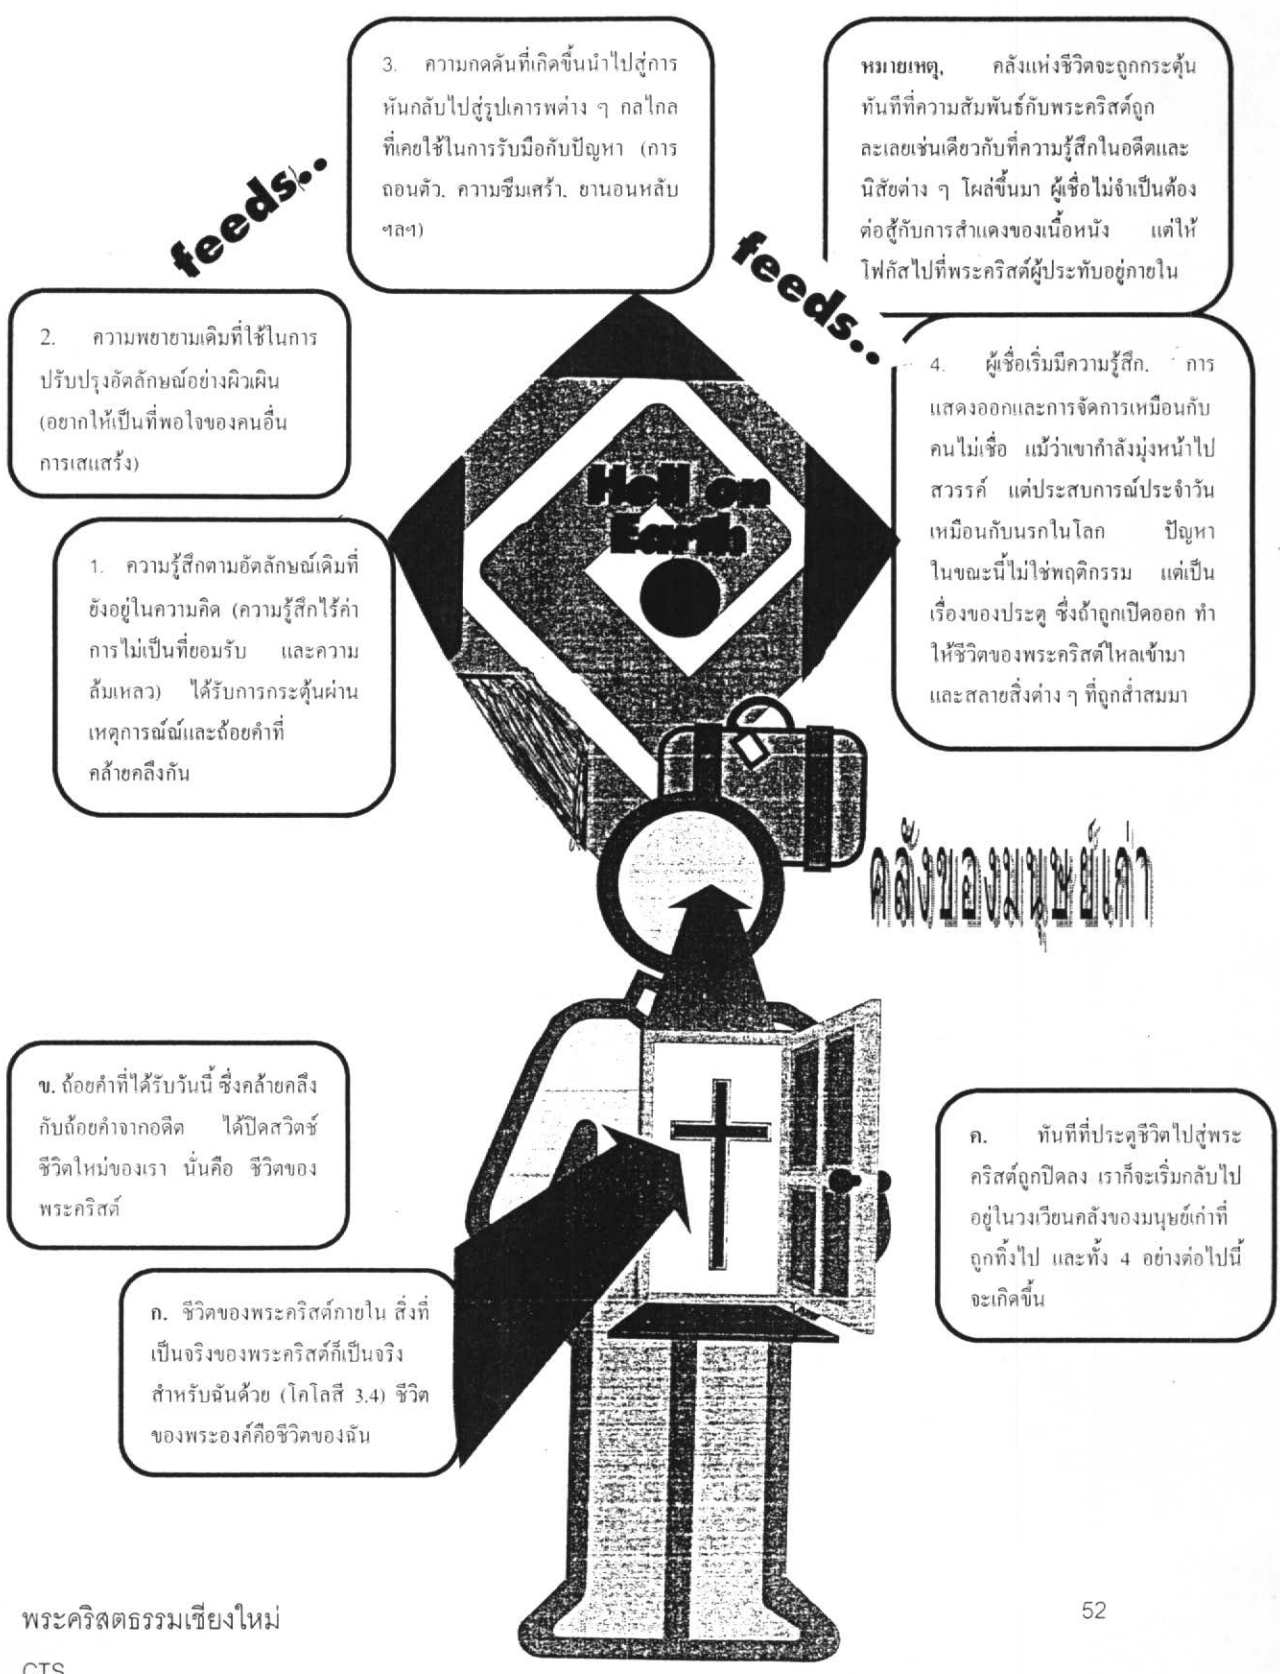 3. ความกดดันที่เกิดขึ้นนำไปสู่การ
หันกลับไปสู่รูปเคารพต่าง ๆ กลไกล
ที่เคยใช้ในการรับมือกับปัญหา (การ
ถอนตัว, ความซึมเศร้า, ยานอนหลับ
ฯลฯ)
หมายเหตุ, คลังแห่งชีวิตจะถูกกระตุ้น
ทันทีที่ความสัมพันธ์กับพระคริสต์ถูก
ละเลยเช่นเดียวกับที่ความรู้สึกในอดีตและ
นิสัยต่าง ๆ โผล่ขึ้นมา ผู้เชื่อไม่จำเป็นต้อง
ต่อสู้กับการสำแดงของเนื้อหนัง แต่ให้
โฟกัสไปที่พระคริสต์ผู้ประทับอยู่ภายใน
feeds..
feeds..
2. ความพยายามเดิมที่ใช้ในการ
ปรับปรุงอัตลักษณ์อย่างผิวเผิน
(อยากให้เป็นที่พอใจของคนอื่น
การเสแสร้ง)
4. ผู้เชื่อเริ่มมีความรู้สึก, การ
แสดงออกและการจัดการเหมือนกับ
คนไม่เชื่อ แม้ว่าเขากำลังมุ่งหน้าไป
สวรรค์ แต่ประสบการณ์ประจำวัน
เหมือนกับนรกในโลก ปัญหา
ในขณะนี้ไม่ใช่พฤติกรรม แต่เป็น
เรื่องของประตู ซึ่งถ้าถูกเปิดออก ทำ
ให้ชีวิตของพระคริสต์ไหลเข้ามา
และสลายสิ่งต่าง ๆ ที่ถูกส่ำสมมา
Hell on
Earth
1. ความรู้สึกตามอัตลักษณ์เดิมที่
ยังอยู่ในความคิด (ความรู้สึกไร้ค่า
การไม่เป็นที่ยอมรับ และความ
ล้มเหลว) ได้รับการกระตุ้นผ่าน
เหตุการณ์ณ์และถ้อยคำที่
คล้ายคลึงกัน
คลังของมนุษย์เก่า
ข. ถ้อยคำที่ได้รับวันนี้ ซึ่งคล้ายคลึง
กับถ้อยคำจากอดีต ได้ปิดสวิตช์
ชีวิตใหม่ของเรา นั่นคือ ชีวิตของ
พระคริสต์
ค. ทันทีที่ประตูชีวิตไปสู่พระ
คริสต์ถูกปิดลง เราก็จะเริ่มกลับไป
อยู่ในวงเวียนคลังของมนุษย์เก่าที่
ถูกทิ้งไป และทั้ง 4 อย่างต่อไปนี้
จะเกิดขึ้น
ก. ชีวิตของพระคริสต์ภายใน สิ่งที่
เป็นจริงของพระคริสต์ก็เป็นจริง
สำหรับฉันด้วย (โคโลสี 3.4) ชีวิต
ของพระองค์คือชีวิตของฉัน
พระคริสตธรรมเชียงใหม่
52
CTS